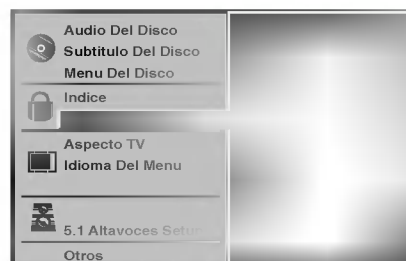 Audio Del Disco
Subtitulo Del Disco
Menu Del Disco
Indice
Aspecto TV
Idioma Del Menu
5.1 Altavoces Setup
Otros